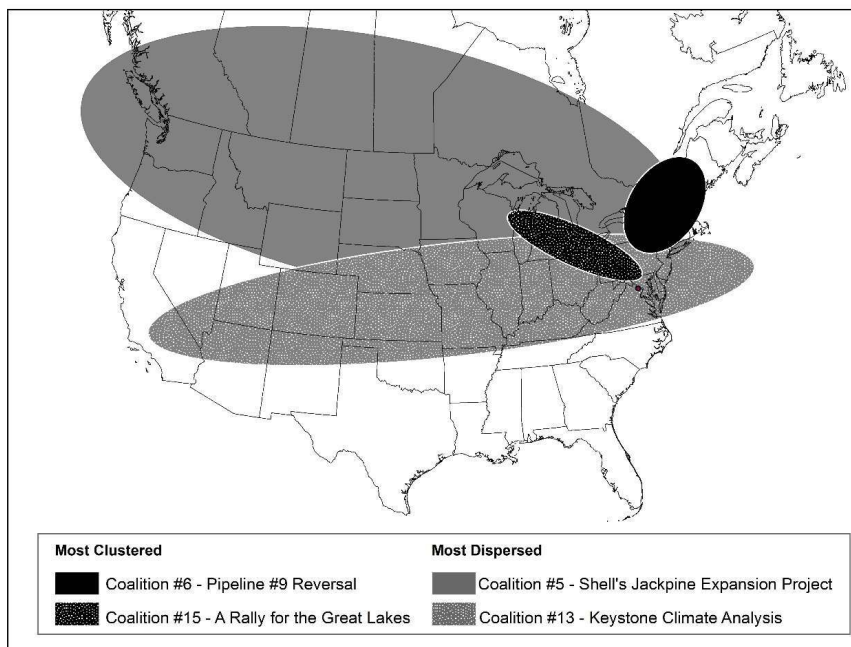 Most Clustered
Coalition #6 - Pipeline #9 Reversal
Coalition #15 - A Rally for the Great Lakes
Most Dispersed
Coalition #5 - Shell's Jackpine Expansion Project
Coalition #13 - Keystone Climate Analysis